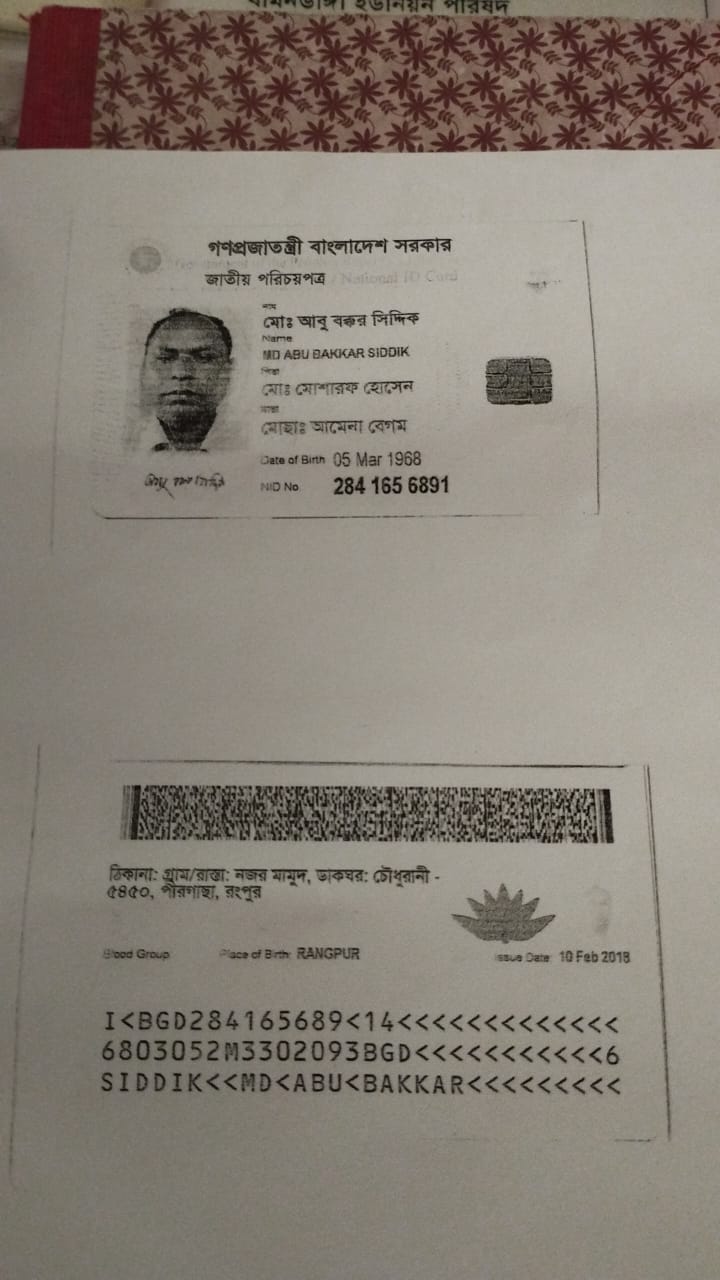 বামনডাঙ্গা ইউনিয়ন পরিষদ
গণপ্রজাতন্ত্রী বাংলাদেশ সরকার
জাতীয় পরিচয়পত্র / National ID Card
নাম
মোঃ আবু বক্কর সিদ্দিক
Name
MD ABU BAKKAR SIDDIK
পিতা
মোঃ মোশারফ হোসেন
মাতা
মোছাঃ আমেনা বেগম
Date of Birth 05 Mar 1968
NID No. 284 165 6891
ঠিকানা: গ্রাম/রাস্তা: নজর মামুদ, ডাকঘর: চৌধুরানী -
৫৪৫০, পীরগাছা, রংপুর
Blood Group: Place of Birth: RANGPUR Issue Date: 10 Feb 2018
I<BGD284165689<14<<<<<<<<<<<<<
6803052M3302093BGD<<<<<<<<<<<6
SIDDIK<<MD<ABU<BAKKAR<<<<<<<<<